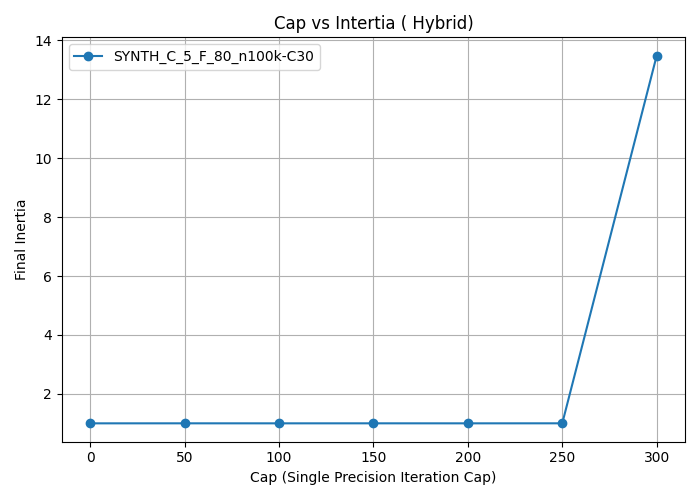 Cap vs Intertia ( Hybrid)
SYNTH_C_5_F_80_n100k-C30
14
12
10
8
6
4
2
Final Inertia
0 50 100 150 200 250 300
Cap (Single Precision Iteration Cap)